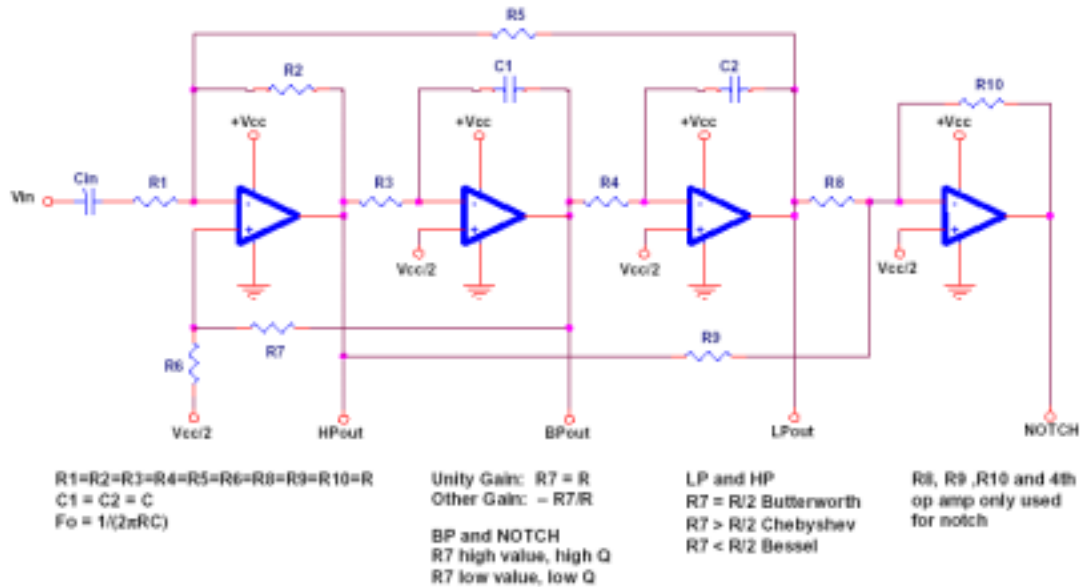 R5
R2
C1
C2
R10
+Vcc
+Vcc
+Vcc
+Vcc
Vin
Cin
R1
R3
R4
R8
-
+
-
+
-
+
-
+
Vcc/2
Vcc/2
Vcc/2
R7
R9
R6
Vcc/2
HPout
BPout
LPout
NOTCH
R1=R2=R3=R4=R5=R6=R8=R9=R10=R
C1 = C2 = C
Fo = 1/(2πRC)
Unity Gain: R7 = R
Other Gain: – R7/R
BP and NOTCH
R7 high value, high Q
R7 low value, low Q
LP and HP
R7 = R/2 Butterworth
R7 > R/2 Chebyshev
R7 < R/2 Bessel
R8, R9 ,R10 and 4th
op amp only used
for notch